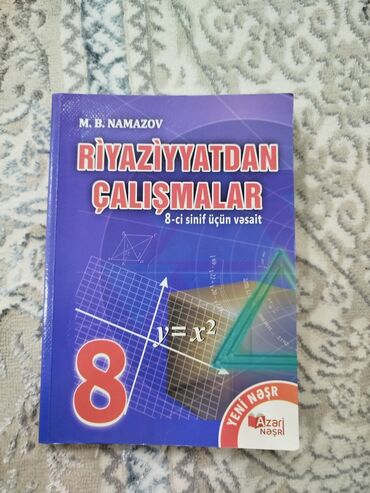 M. B. NAMAZOV
RİYAZİYYATDAN
ÇALIŞMALAR
8-ci sinif üçün vəsait
y=x²
8
YENİ NƏŞR
Azəri
NƏŞR